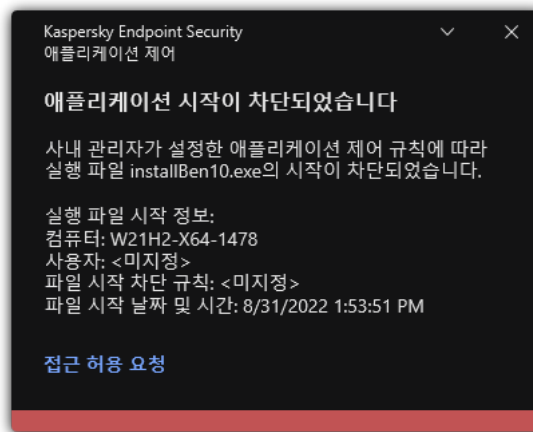 Kaspersky Endpoint Security
애플리케이션 제어
애플리케이션 시작이 차단되었습니다
사내 관리자가 설정한 애플리케이션 제어 규칙에 따라
실행 파일 installBen10.exe의 시작이 차단되었습니다.
실행 파일 시작 정보:
컴퓨터: W21H2-X64-1478
사용자: <미지정>
파일 시작 차단 규칙: <미지정>
파일 시작 날짜 및 시간: 8/31/2022 1:53:51 PM
접근 허용 요청